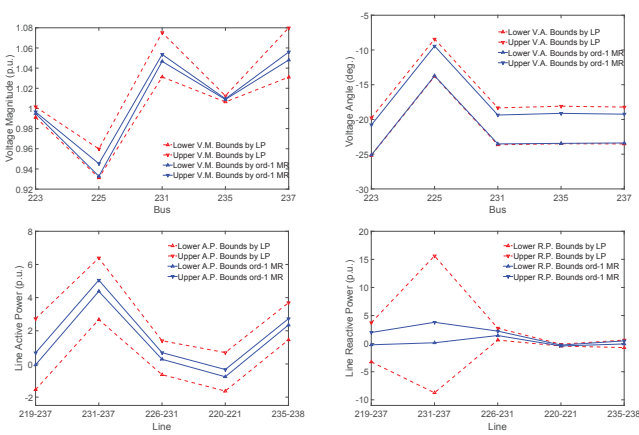 1.08
1.06
1.04
1.02
1
0.98
0.96
0.94
0.92
Voltage Magnitude (p.u.)
Lower V.M. Bounds by LP
Upper V.M. Bounds by LP
Lower V.M. Bounds by ord-1 MR
Upper V.M. Bounds by ord-1 MR
223 225 231 235 237
Bus
-5
-10
-15
-20
-25
-30
Voltage Angle (deg.)
Lower V.A. Bounds by LP
Upper V.A. Bounds by LP
Lower V.A. Bounds by ord-1 MR
Upper V.A. Bounds by ord-1 MR
223 225 231 235 237
Bus
8
6
4
2
0
-2
Line Active Power (p.u.)
Lower A.P. Bounds by LP
Upper A.P. Bounds by LP
Lower A.P. Bounds ord-1 MR
Upper A.P. Bounds ord-1 MR
219-237 231-237 226-231 220-221 235-238
Line
20
15
10
5
0
-5
-10
Line Reactive Power (p.u.)
Lower R.P. Bounds by LP
Upper R.P. Bounds by LP
Lower R.P. Bounds ord-1 MR
Upper R.P. Bounds ord-1 MR
219-237 231-237 226-231 220-221 235-238
Line